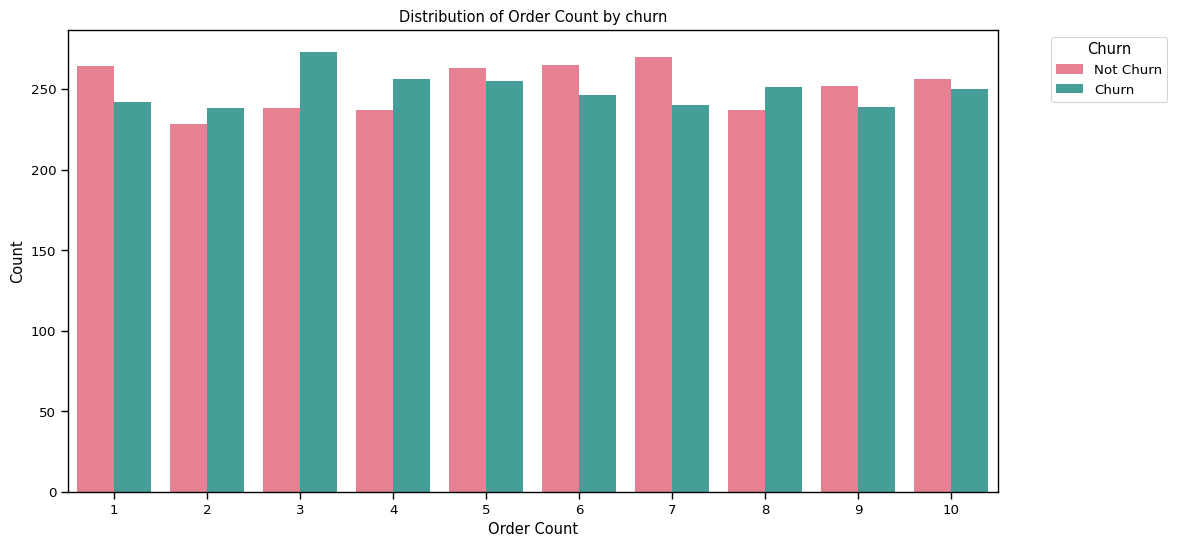 Distribution of Order Count by churn
Churn
Not Churn
Churn
Count
250
200
150
100
50
0
1 2 3 4 5 6 7 8 9 10
Order Count